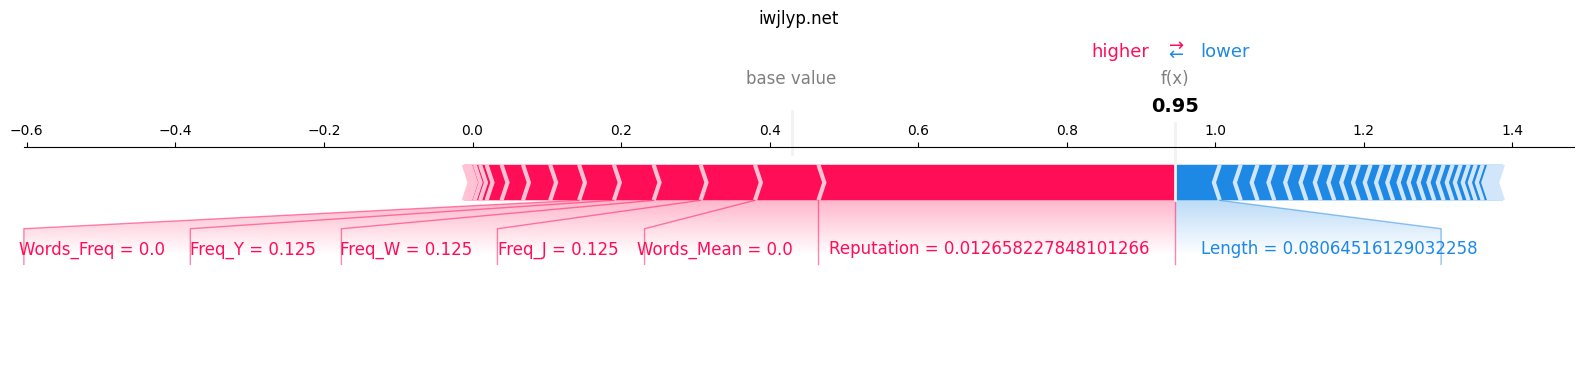 iwjlyp.net
higher → ← lower
base value f(x)
0.95
−0.6 −0.4 −0.2 0.0 0.2 0.4 0.6 0.8 1.0 1.2 1.4
Words_Freq = 0.0 Freq_Y = 0.125 Freq_W = 0.125 Freq_J = 0.125 Words_Mean = 0.0 Reputation = 0.012658227848101266 Length = 0.08064516129032258